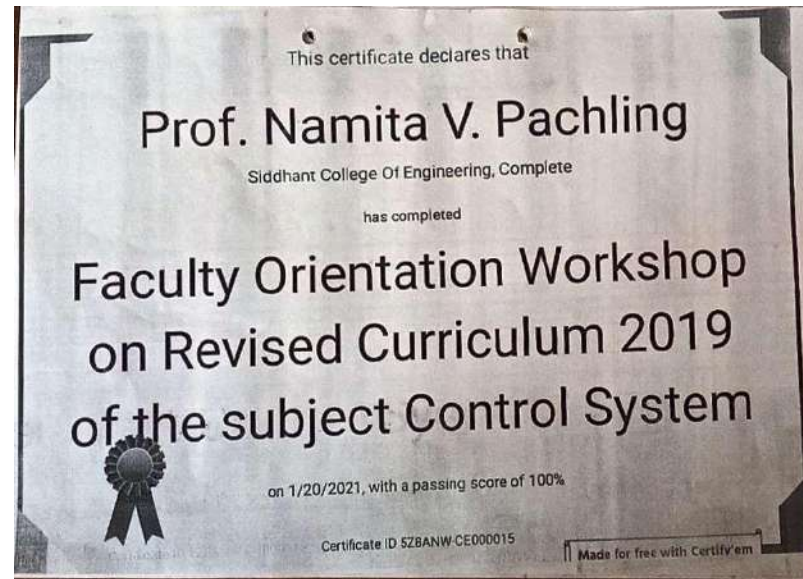 This certificate declares that
Prof. Namita V. Pachling
Siddhant College Of Engineering, Complete
has completed
Faculty Orientation Workshop
on Revised Curriculum 2019
of the subject Control System
on 1/20/2021, with a passing score of 100%
Certificate ID 5ZBANW-CE000015
Made for free with Certify'em